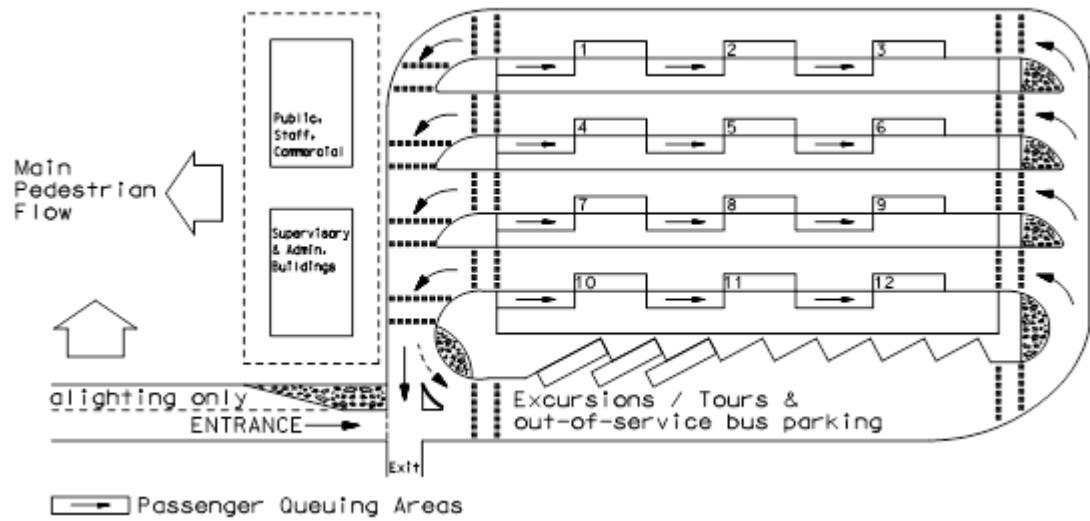 1
2
3
Public,
Staff,
Commercial
4
5
6
Main
Pedestrian
Flow
7
8
9
Supervisory
& Admin.
Buildings
10
11
12
alighting only
ENTRANCE
Excursions / Tours &
out-of-service bus parking
Exit
Passenger Queuing Areas